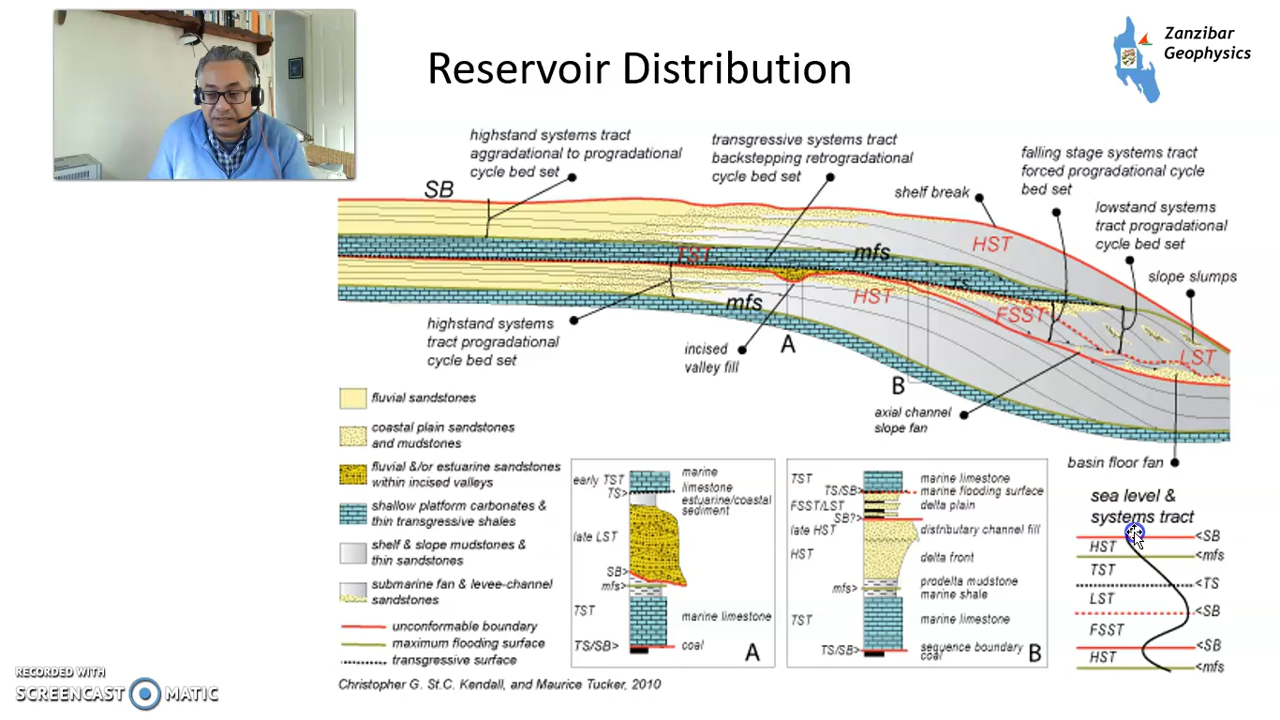 Reservoir Distribution
Zanzibar
Geophysics
highstand systems tract
aggradational to progradational
cycle bed set
transgressive systems tract
backstepping retrogradational
cycle bed set
falling stage systems tract
forced progradational cycle
bed set
shelf break
lowstand systems
tract progradational
cycle bed set
slope slumps
SB
HST
TST
mfs
TS
mfs
HST
FSST
LST
highstand systems
tract progradational
cycle bed set
incised
valley fill
A
B
axial channel
slope fan
basin floor fan
fluvial sandstones
coastal plain sandstones
and mudstones
fluvial &/or estuarine sandstones
within incised valleys
shallow platform carbonates &
thin transgressive shales
shelf & slope mudstones &
thin sandstones
submarine fan & levee-channel
sandstones
unconformable boundary
maximum flooding surface
transgressive surface
early TST
TS>
late LST
SB>
mfs>
TST
TS/SB>
marine
limestone
estuarine/coastal
sediment
marine limestone
coal
A
TST
TS/SB>
FSST/LST
SB?
late HST
HST
mfs>
TST
TS/SB>
marine limestone
marine flooding surface
delta plain
distributary channel fill
delta front
prodelta mudstone
marine shale
marine limestone
sequence boundary
coal
B
sea level &
systems tract
<SB
HST
<mfs
TST
<TS
LST
<SB
FSST
<SB
HST
<mfs
Christopher G. St.C. Kendall, and Maurice Tucker, 2010
RECORDED WITH
SCREENCAST MATIC